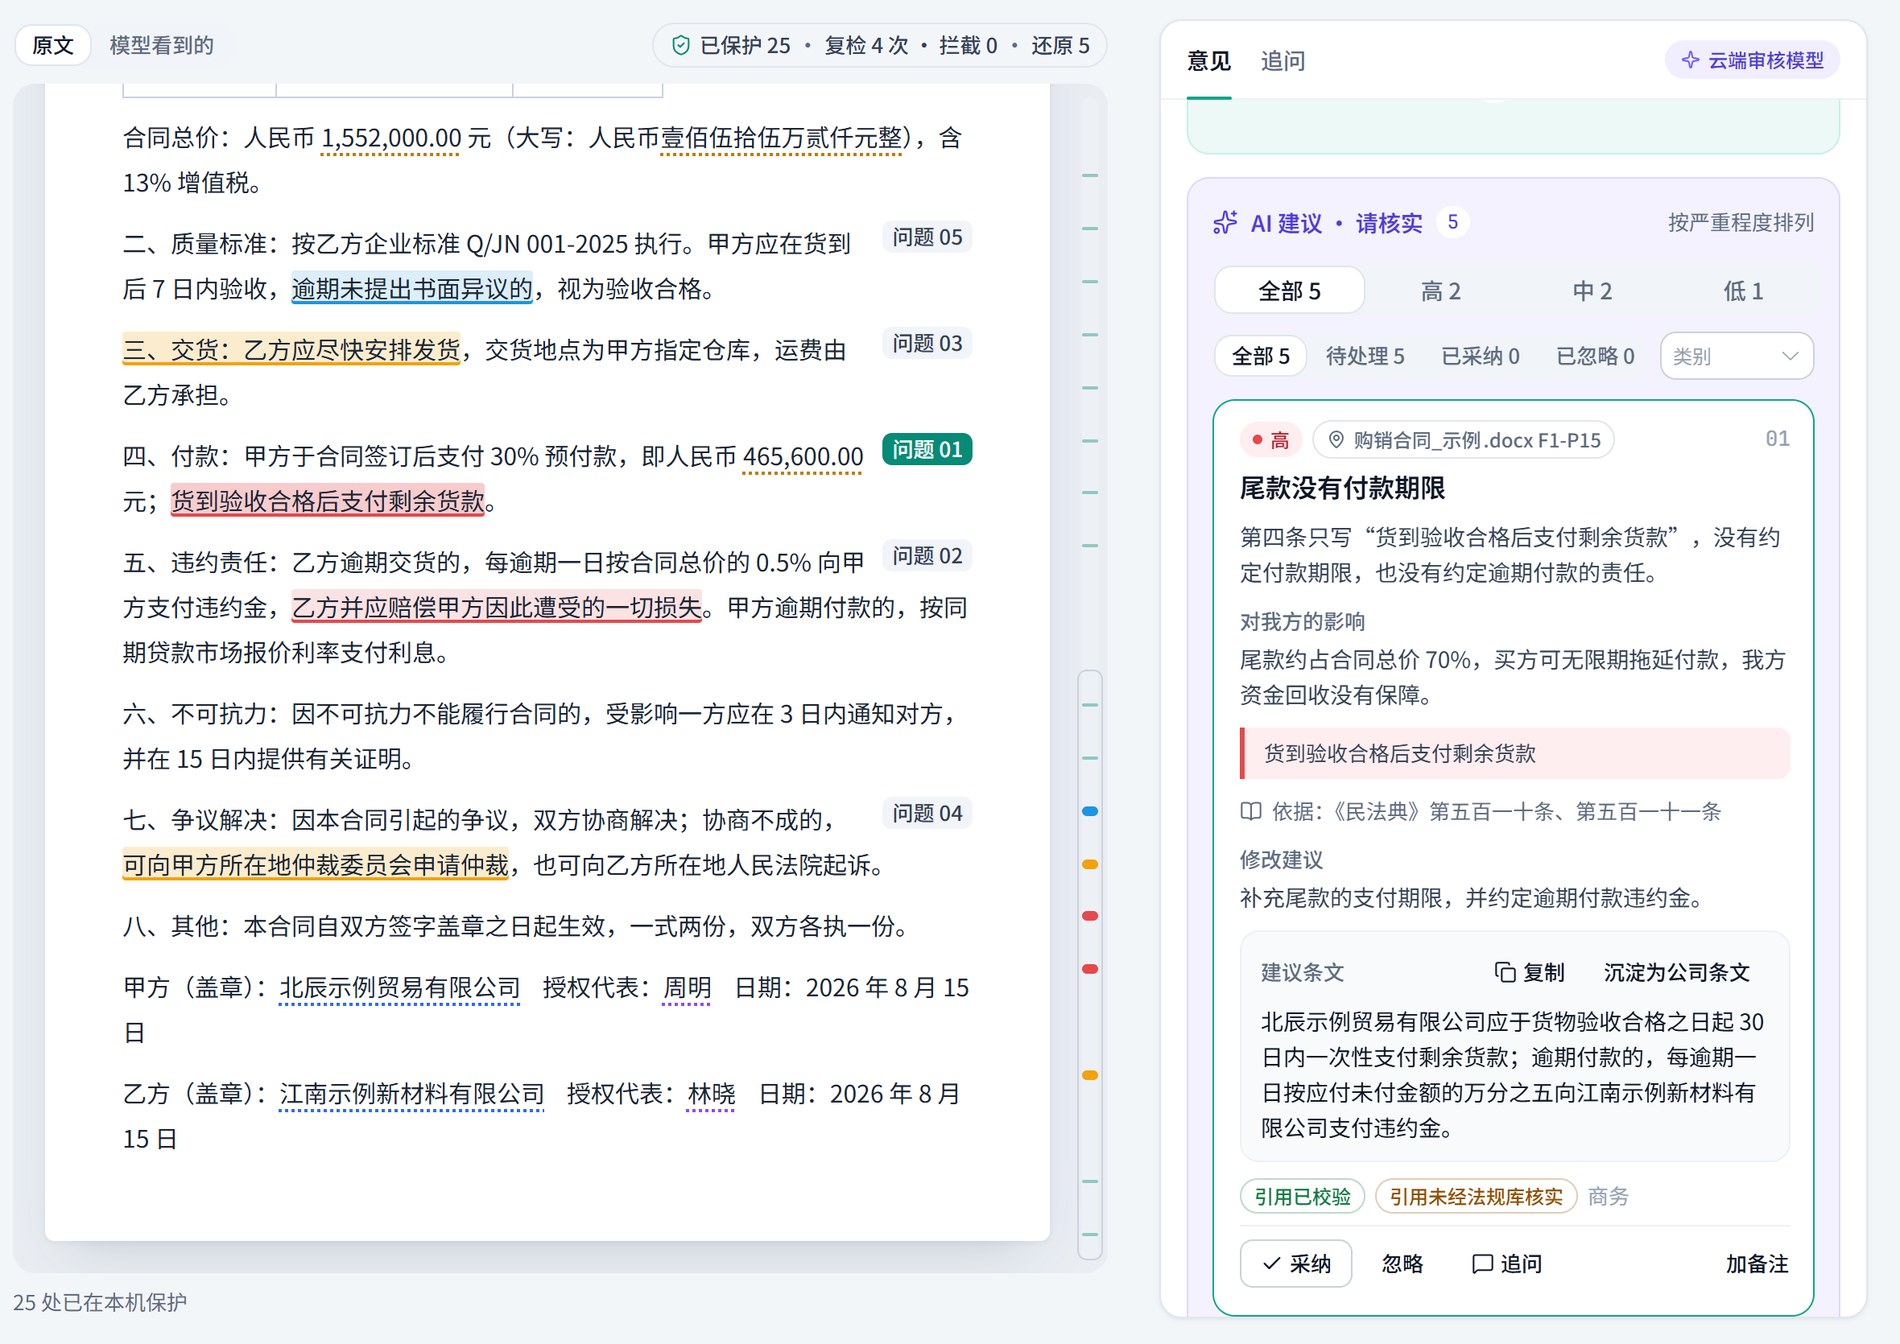 原文 模型看到的
已保护 25 · 复检 4 次 · 拦截 0 · 还原 5
合同总价：人民币 1,552,000.00 元（大写：人民币壹佰伍拾伍万贰仟元整），含
13% 增值税。
二、质量标准：按乙方企业标准 Q/JN 001-2025 执行。甲方应在货到
问题 05
后 7 日内验收，逾期未提出书面异议的，视为验收合格。
三、交货：乙方应尽快安排发货，交货地点为甲方指定仓库，运费由
问题 03
乙方承担。
四、付款：甲方于合同签订后支付 30% 预付款，即人民币 465,600.00
问题 01
元；货到验收合格后支付剩余货款。
五、违约责任：乙方逾期交货的，每逾期一日按合同总价的 0.5% 向甲
问题 02
方支付违约金，乙方并应赔偿甲方因此遭受的一切损失。甲方逾期付款的，按同
期贷款市场报价利率支付利息。
六、不可抗力：因不可抗力不能履行合同的，受影响一方应在 3 日内通知对方，
并在 15 日内提供有关证明。
七、争议解决：因本合同引起的争议，双方协商解决；协商不成的，
问题 04
可向甲方所在地仲裁委员会申请仲裁，也可向乙方所在地人民法院起诉。
八、其他：本合同自双方签字盖章之日起生效，一式两份，双方各执一份。
甲方（盖章）：北辰示例贸易有限公司 授权代表：周明 日期：2026 年 8 月 15
日
乙方（盖章）：江南示例新材料有限公司 授权代表：林晓 日期：2026 年 8 月
15 日
25 处已在本机保护
意见 追问
云端审核模型
AI 建议 · 请核实 5
按严重程度排列
全部 5 高 2 中 2 低 1
全部 5 待处理 5 已采纳 0 已忽略 0 类别
高 购销合同_示例.docx F1-P15 01
尾款没有付款期限
第四条只写“货到验收合格后支付剩余货款”，没有约
定付款期限，也没有约定逾期付款的责任。
对我方的影响
尾款约占合同总价 70%，买方可无限期拖延付款，我方
资金回收没有保障。
货到验收合格后支付剩余货款
依据：《民法典》第五百一十条、第五百一十一条
修改建议
补充尾款的支付期限，并约定逾期付款违约金。
建议条文 复制 沉淀为公司条文
北辰示例贸易有限公司应于货物验收合格之日起 30
日内一次性支付剩余货款；逾期付款的，每逾期一
日按应付未付金额的万分之五向江南示例新材料有
限公司支付违约金。
引用已校验 引用未经法规库核实 商务
采纳 忽略 追问 加备注